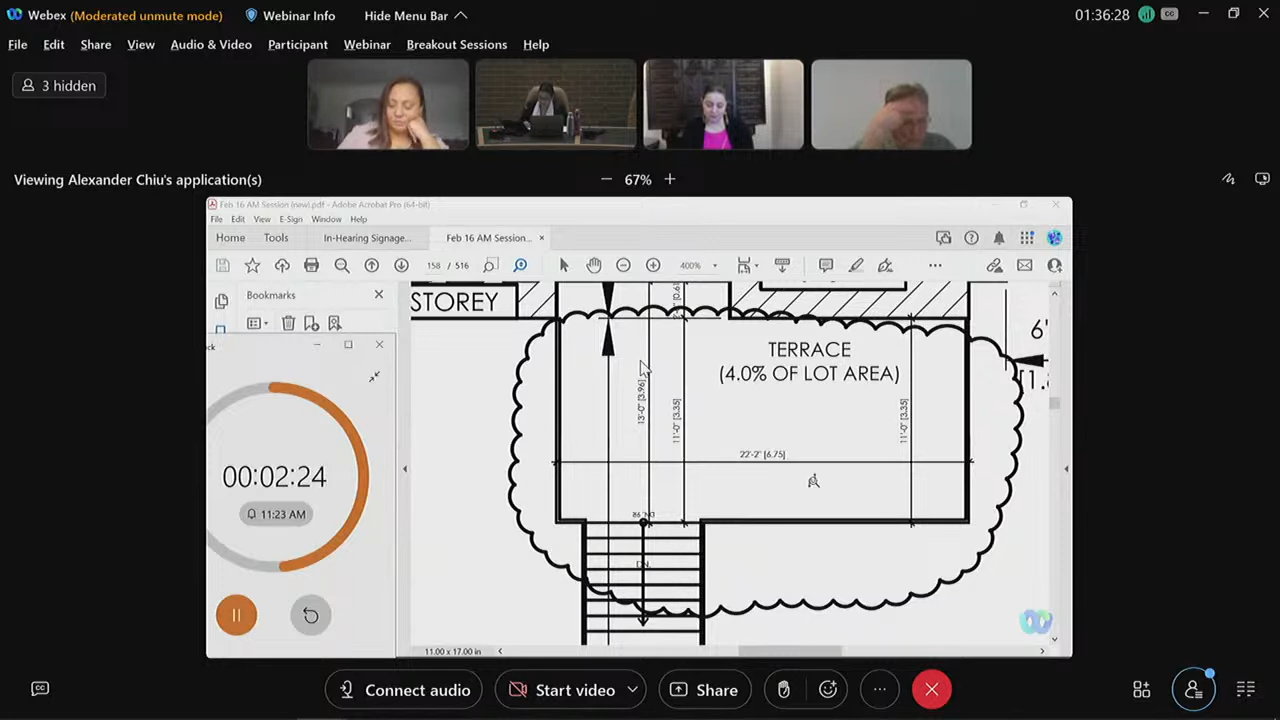 Webex (Moderated unmute mode) Webinar Info Hide Menu Bar 01:36:28 CC
File Edit Share View Audio & Video Participant Webinar Breakout Sessions Help
3 hidden
Viewing Alexander Chiu's application(s) 67%
Feb 16 AM Session (new).pdf - Adobe Acrobat Pro (64-bit)
File Edit View E-Sign Window Help
Home Tools In-Hearing Signage... Feb 16 AM Session... ×
158 / 516 400%
Bookmarks
STOREY
6'
TERRACE
(4.0% OF LOT AREA)
[1.
ock
13'-0" [3.96]
11'-0" [3.35]
11'-0" [3.35]
22'-2" [6.75]
00:02:24
11:23 AM
DN.
11.00 x 17.00 in
CC Connect audio Start video Share